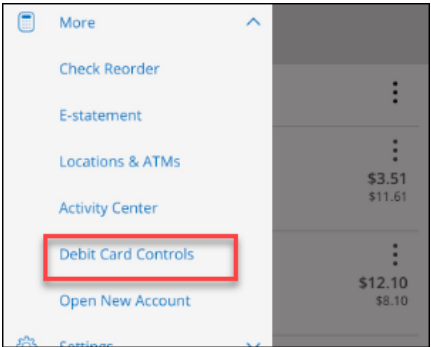 More
Check Reorder
E-statement
Locations & ATMs
Activity Center
Debit Card Controls
Open New Account
Settings
$3.51
$11.61
$12.10
$8.10